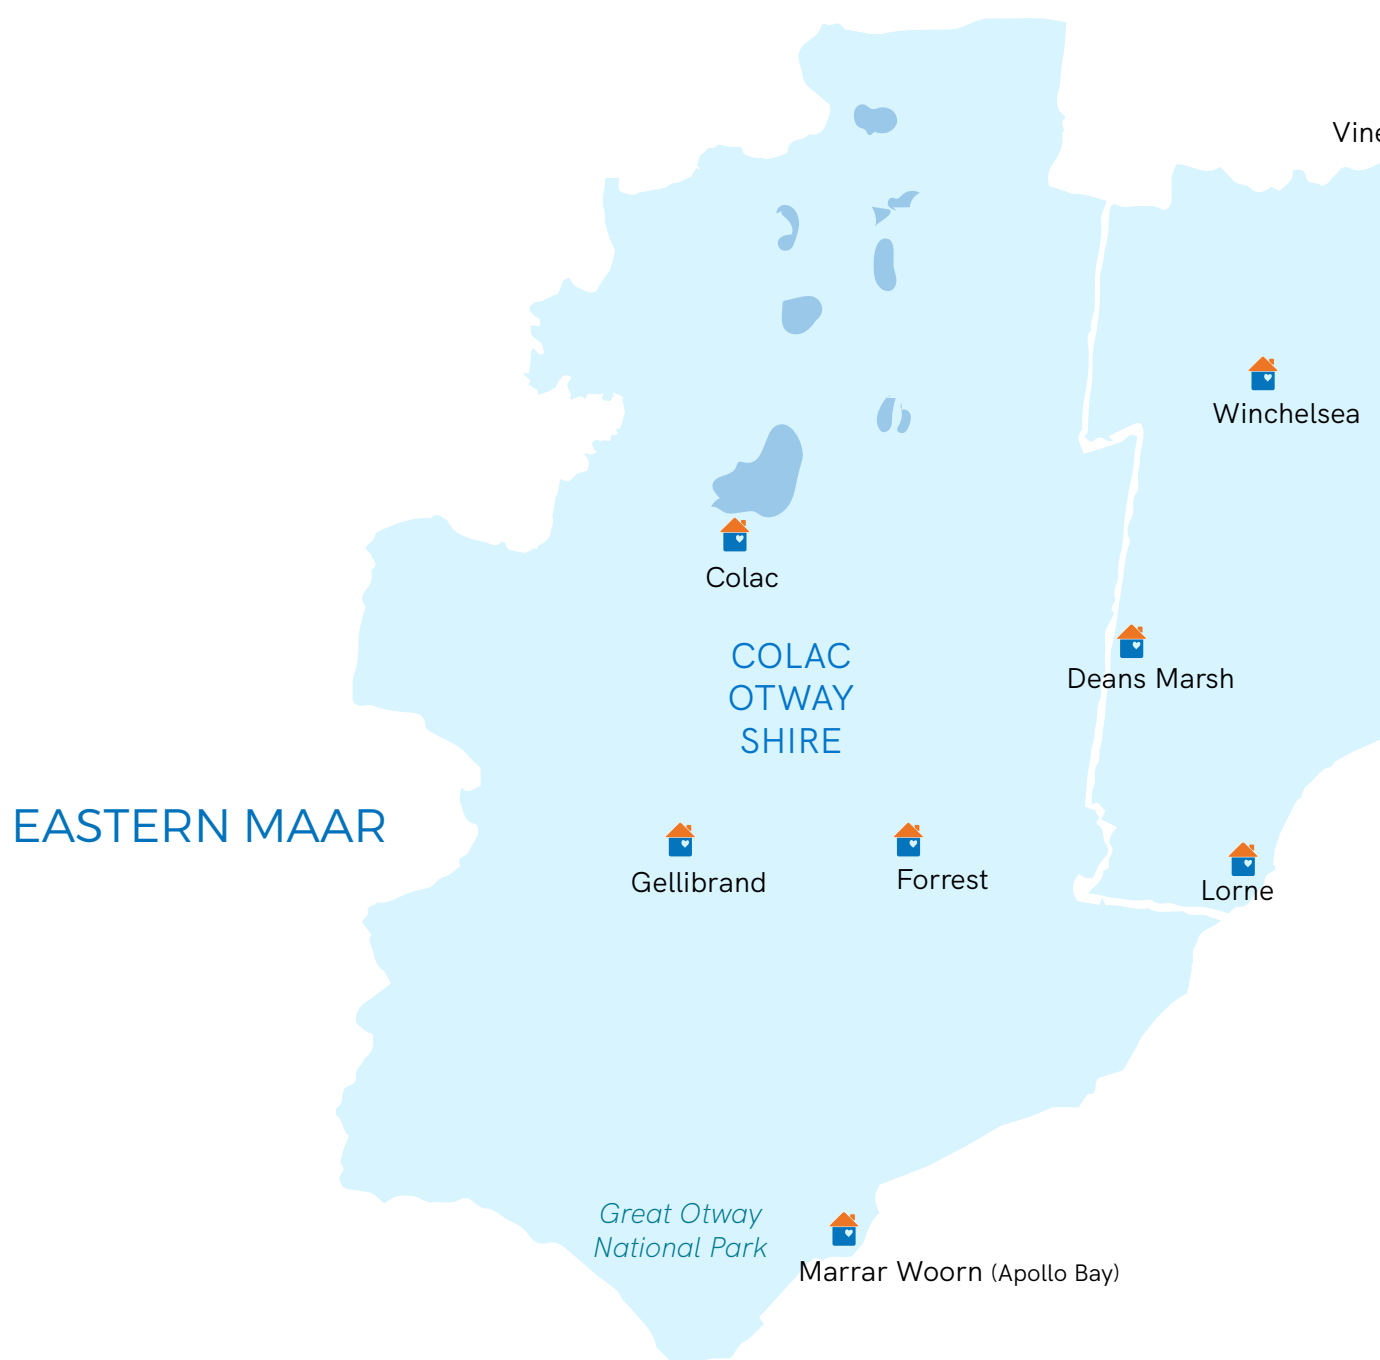 Vine
Winchelsea
Colac
COLAC
OTWAY
SHIRE
Deans Marsh
EASTERN MAAR
Gellibrand
Forrest
Lorne
Great Otway
National Park
Marrar Woorn (Apollo Bay)